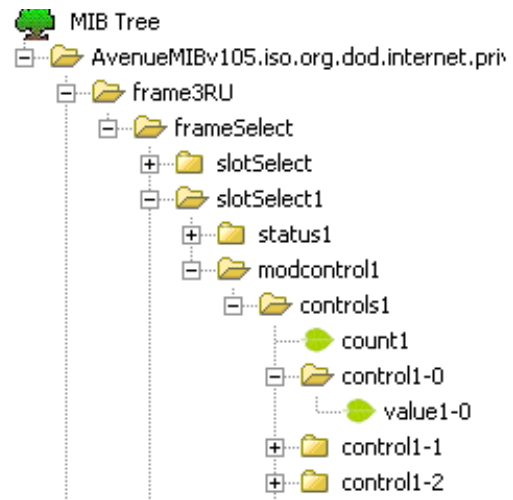 MIB Tree
AvenueMIBv105.iso.org.dod.internet.pri
frame3RU
frameSelect
slotSelect
slotSelect1
status1
modcontrol1
controls1
count1
control1-0
value1-0
control1-1
control1-2